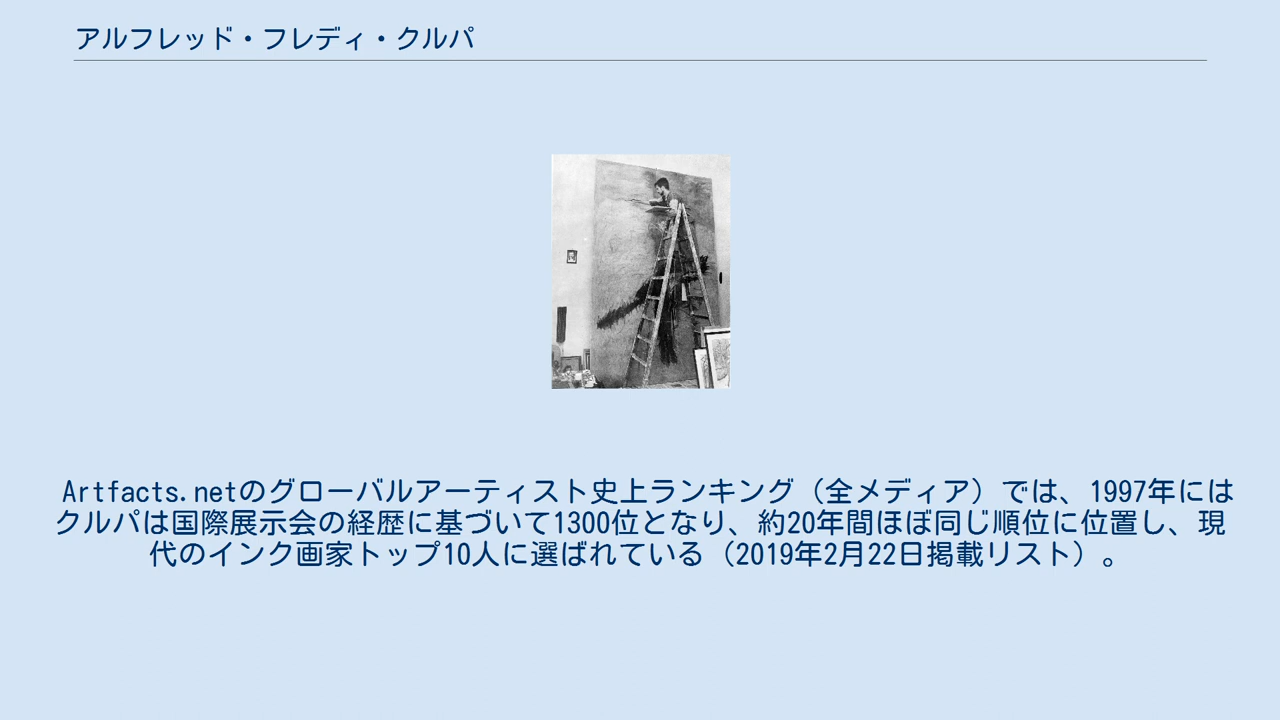 アルフレッド・フレディ・クルパ
Artfacts.netのグローバルアーティスト史上ランキング（全メディア）では、1997年には
クルパは国際展示会の経歴に基づいて1300位となり、約20年間ほぼ同じ順位に位置し、現
代のインク画家トップ10人に選ばれている（2019年2月22日掲載リスト）。